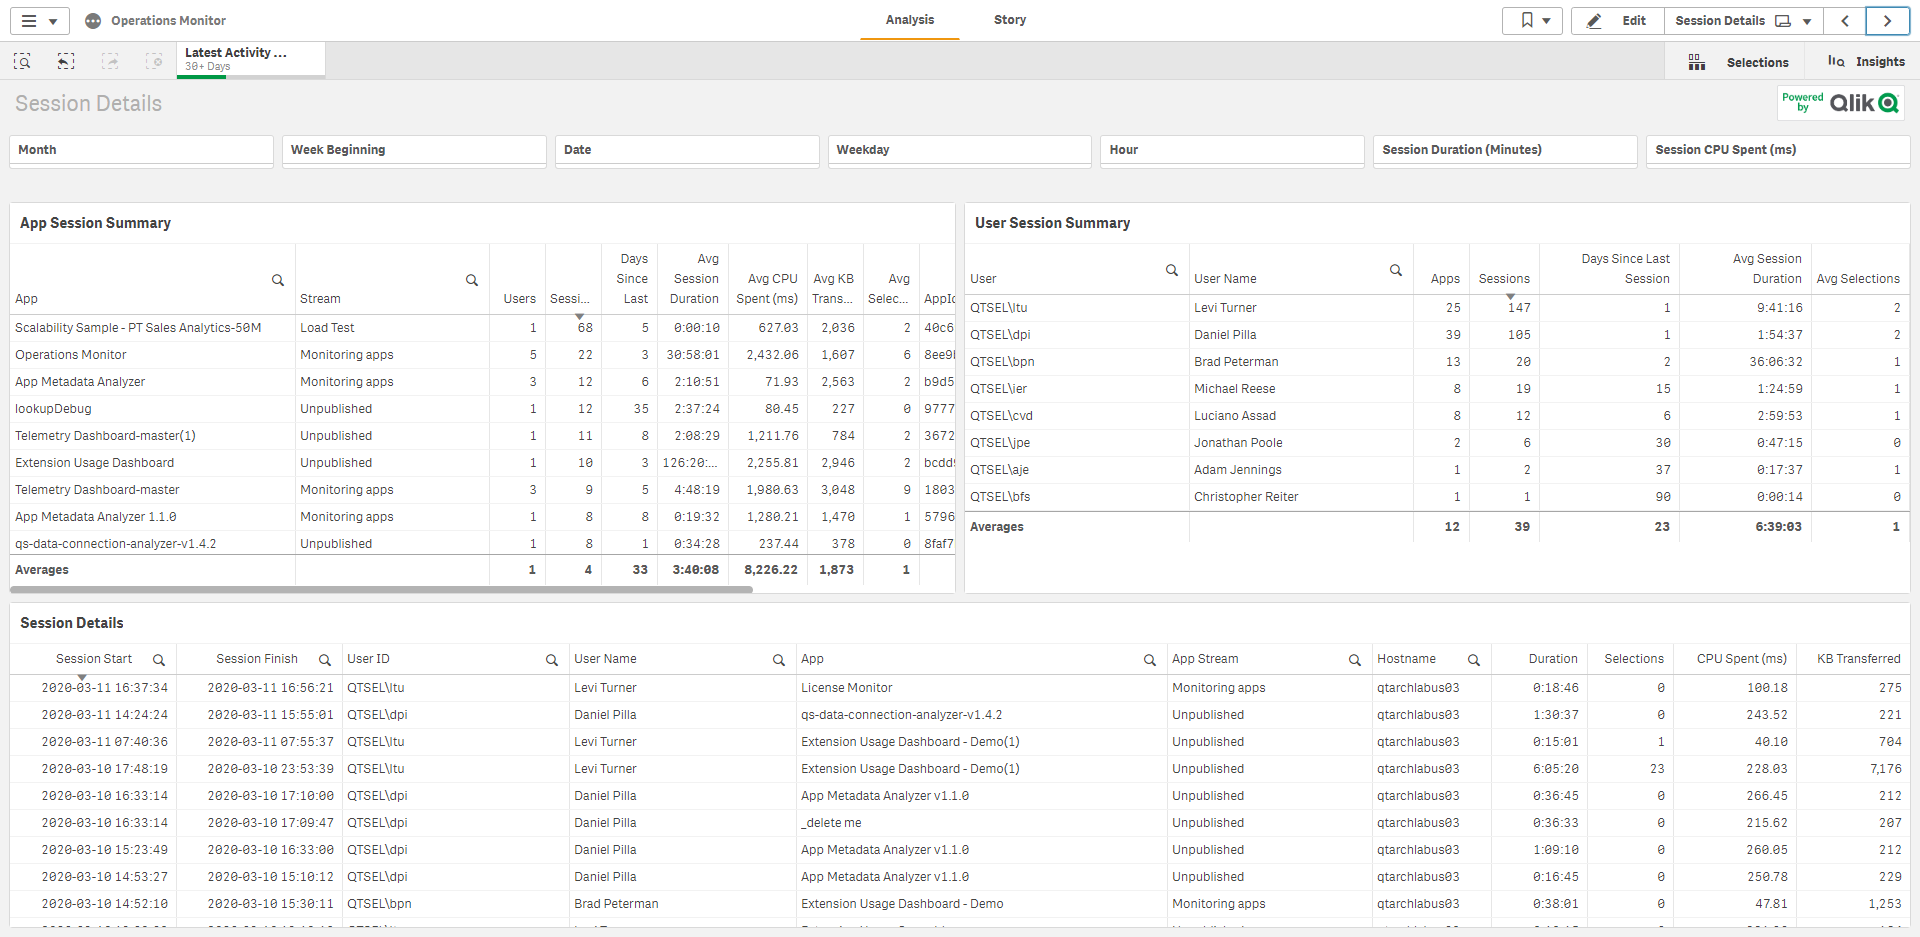 Operations Monitor
Analysis
Story
Edit
Session Details
Latest Activity ...
30+ Days
Selections
Insights
Session Details
Powered by Qlik
Month
Week Beginning
Date
Weekday
Hour
Session Duration (Minutes)
Session CPU Spent (ms)
App Session Summary
App Stream Users Sessi... Days Since Last Avg Session Duration Avg CPU Spent (ms) Avg KB Trans... Avg Selec... AppId
Scalability Sample - PT Sales Analytics-50M Load Test 1 68 5 0:00:10 627.03 2,036 2 40c6
Operations Monitor Monitoring apps 5 22 3 30:58:01 2,432.06 1,607 6 8ee9
App Metadata Analyzer Monitoring apps 3 12 6 2:10:51 71.93 2,563 2 b9d5
lookupDebug Unpublished 1 12 35 2:37:24 80.45 227 0 9777
Telemetry Dashboard-master(1) Unpublished 1 11 8 2:08:29 1,211.76 784 2 3672
Extension Usage Dashboard Unpublished 1 10 3 126:20:... 2,255.81 2,946 2 bcdd
Telemetry Dashboard-master Monitoring apps 3 9 5 4:48:19 1,980.63 3,048 9 1803
App Metadata Analyzer 1.1.0 Monitoring apps 1 8 8 0:19:32 1,280.21 1,470 1 5796
qs-data-connection-analyzer-v1.4.2 Unpublished 1 8 1 0:34:28 237.44 378 0 8faf7
Averages 1 4 33 3:40:08 8,226.22 1,873 1
User Session Summary
User User Name Apps Sessions Days Since Last Session Avg Session Duration Avg Selections
QTSEL\ltu Levi Turner 25 147 1 9:41:16 2
QTSEL\dpi Daniel Pilla 39 105 1 1:54:37 2
QTSEL\bpn Brad Peterman 13 20 2 36:06:32 1
QTSEL\ier Michael Reese 8 19 15 1:24:59 1
QTSEL\cvd Luciano Assad 8 12 6 2:59:53 1
QTSEL\jpe Jonathan Poole 2 6 30 0:47:15 0
QTSEL\aje Adam Jennings 1 2 37 0:17:37 1
QTSEL\bfs Christopher Reiter 1 1 90 0:00:14 0
Averages 12 39 23 6:39:03 1
Session Details
Session Start Session Finish User ID User Name App App Stream Hostname Duration Selections CPU Spent (ms) KB Transferred
2020-03-11 16:37:34 2020-03-11 16:56:21 QTSEL\ltu Levi Turner License Monitor Monitoring apps qtarchlabus03 0:18:46 0 100.18 275
2020-03-11 14:24:24 2020-03-11 15:55:01 QTSEL\dpi Daniel Pilla qs-data-connection-analyzer-v1.4.2 Unpublished qtarchlabus03 1:30:37 0 243.52 221
2020-03-11 07:40:36 2020-03-11 07:55:37 QTSEL\ltu Levi Turner Extension Usage Dashboard - Demo(1) Unpublished qtarchlabus03 0:15:01 1 40.10 704
2020-03-10 17:48:19 2020-03-10 23:53:39 QTSEL\ltu Levi Turner Extension Usage Dashboard - Demo(1) Unpublished qtarchlabus03 6:05:20 23 228.03 7,176
2020-03-10 16:33:14 2020-03-10 17:10:00 QTSEL\dpi Daniel Pilla App Metadata Analyzer v1.1.0 Unpublished qtarchlabus03 0:36:45 0 266.45 212
2020-03-10 16:33:14 2020-03-10 17:09:47 QTSEL\dpi Daniel Pilla _delete me Unpublished qtarchlabus03 0:36:33 0 215.62 207
2020-03-10 15:23:49 2020-03-10 16:33:00 QTSEL\dpi Daniel Pilla App Metadata Analyzer v1.1.0 Unpublished qtarchlabus03 1:09:10 0 260.05 212
2020-03-10 14:53:27 2020-03-10 15:10:12 QTSEL\dpi Daniel Pilla App Metadata Analyzer v1.1.0 Unpublished qtarchlabus03 0:16:45 0 250.78 229
2020-03-10 14:52:10 2020-03-10 15:30:11 QTSEL\bpn Brad Peterman Extension Usage Dashboard - Demo Monitoring apps qtarchlabus03 0:38:01 0 47.81 1,253